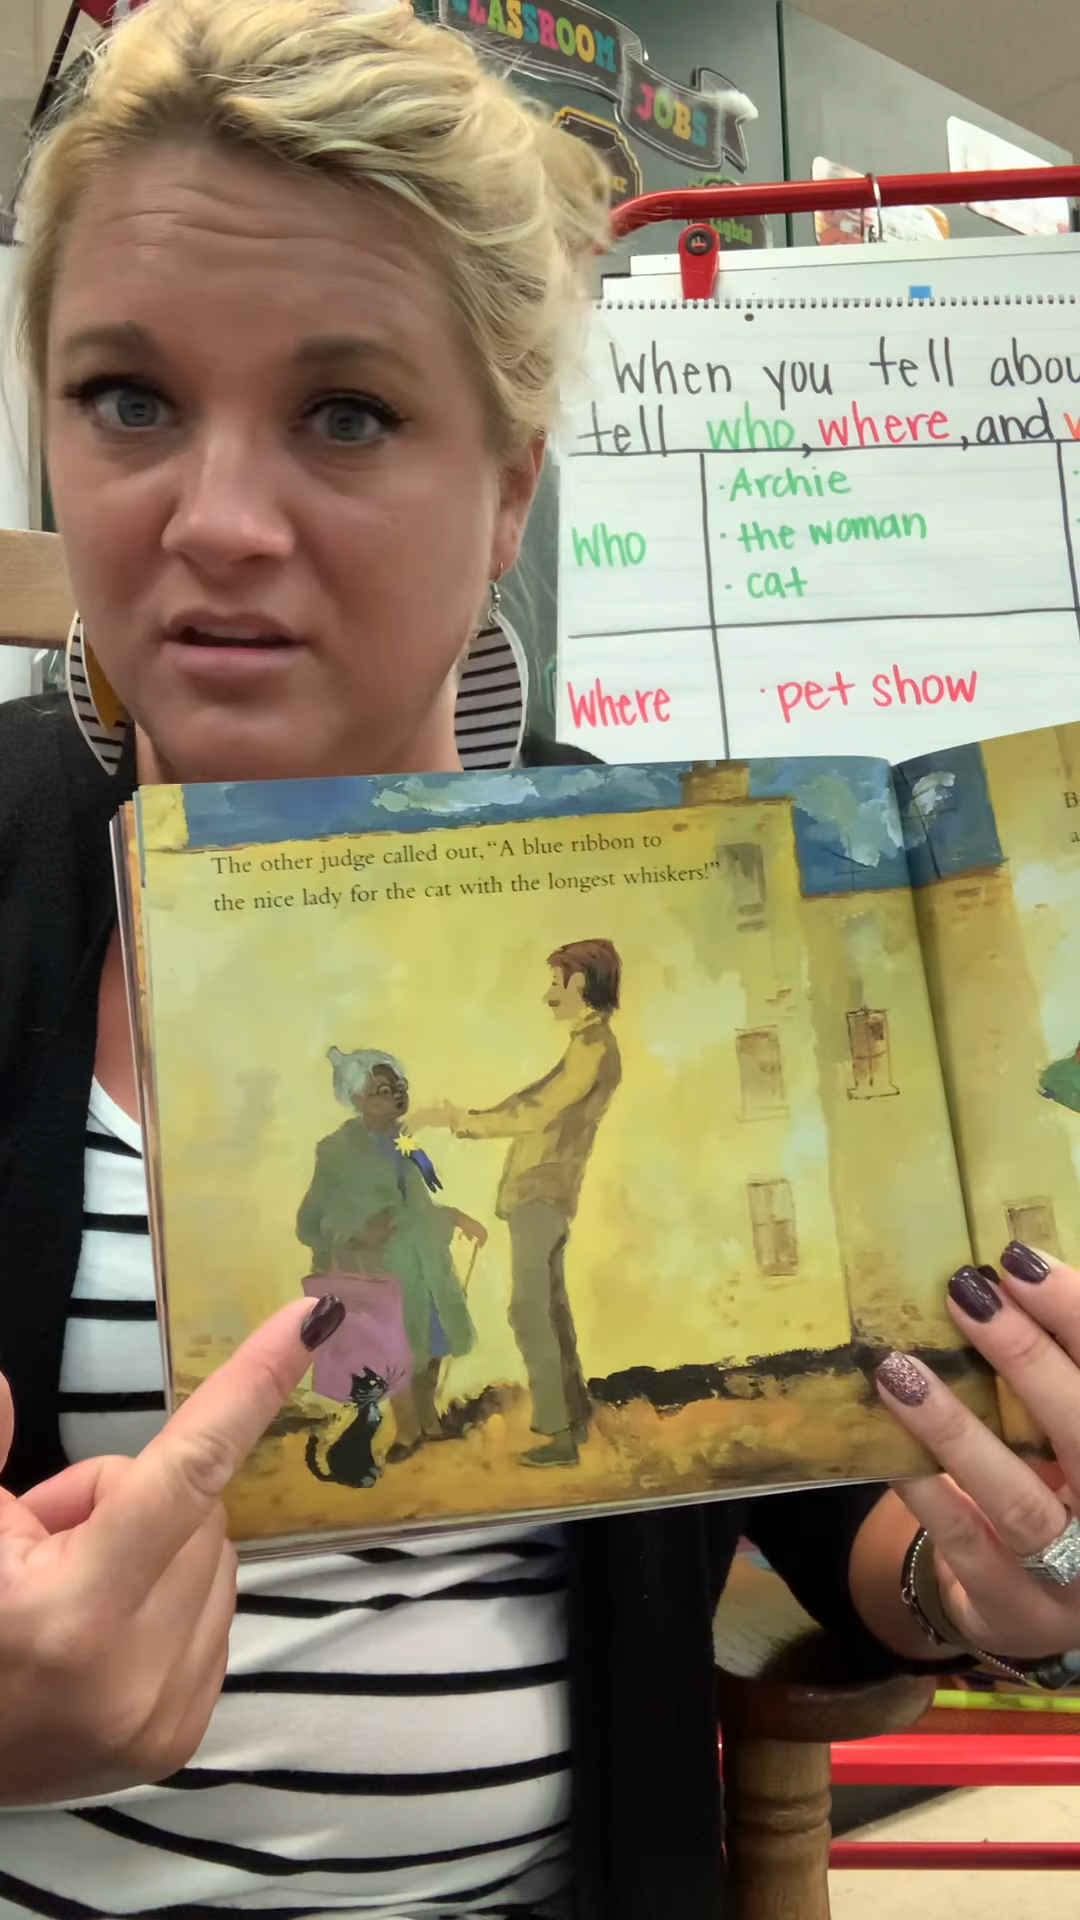 CLASSROOM
JOBS
Lights
When you tell abou
tell who, where, and
Who
· Archie
· the woman
· cat
Where
· pet show
The other judge called out, “A blue ribbon to
the nice lady for the cat with the longest whiskers!”